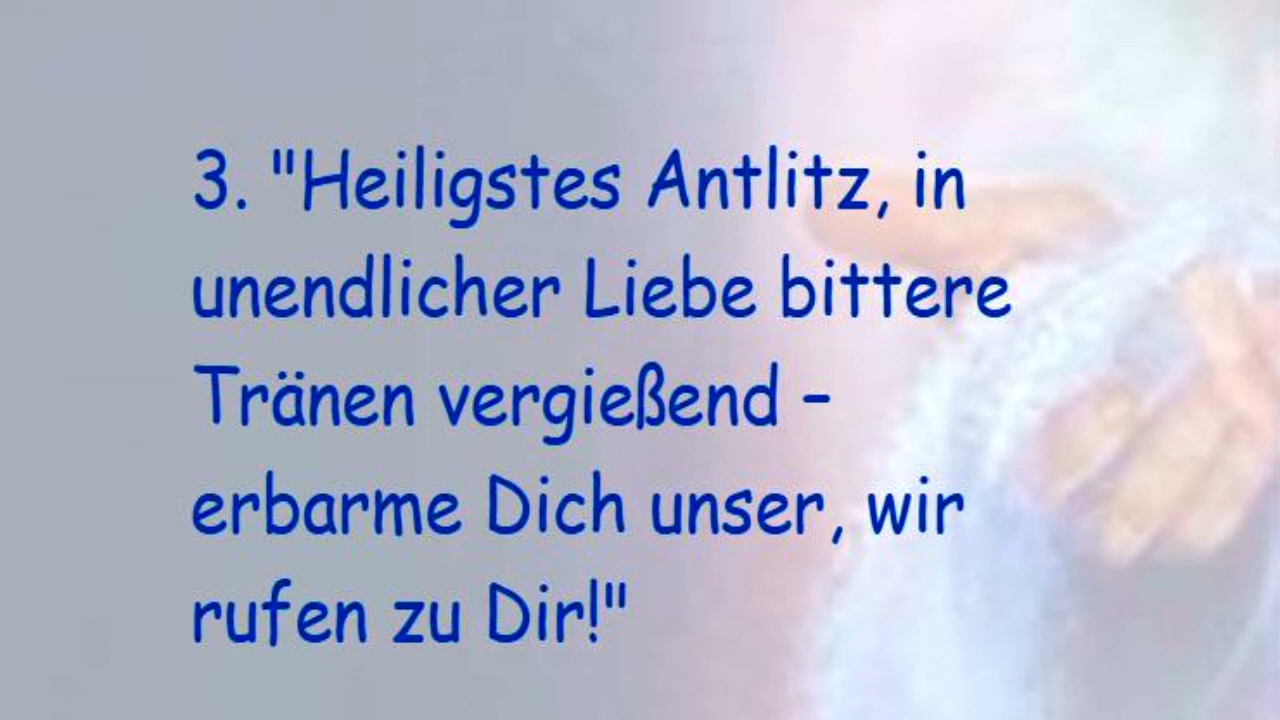 3. "Heiligstes Antlitz, in
unendlicher Liebe bittere
Tränen vergießend –
erbarme Dich unser, wir
rufen zu Dir!"